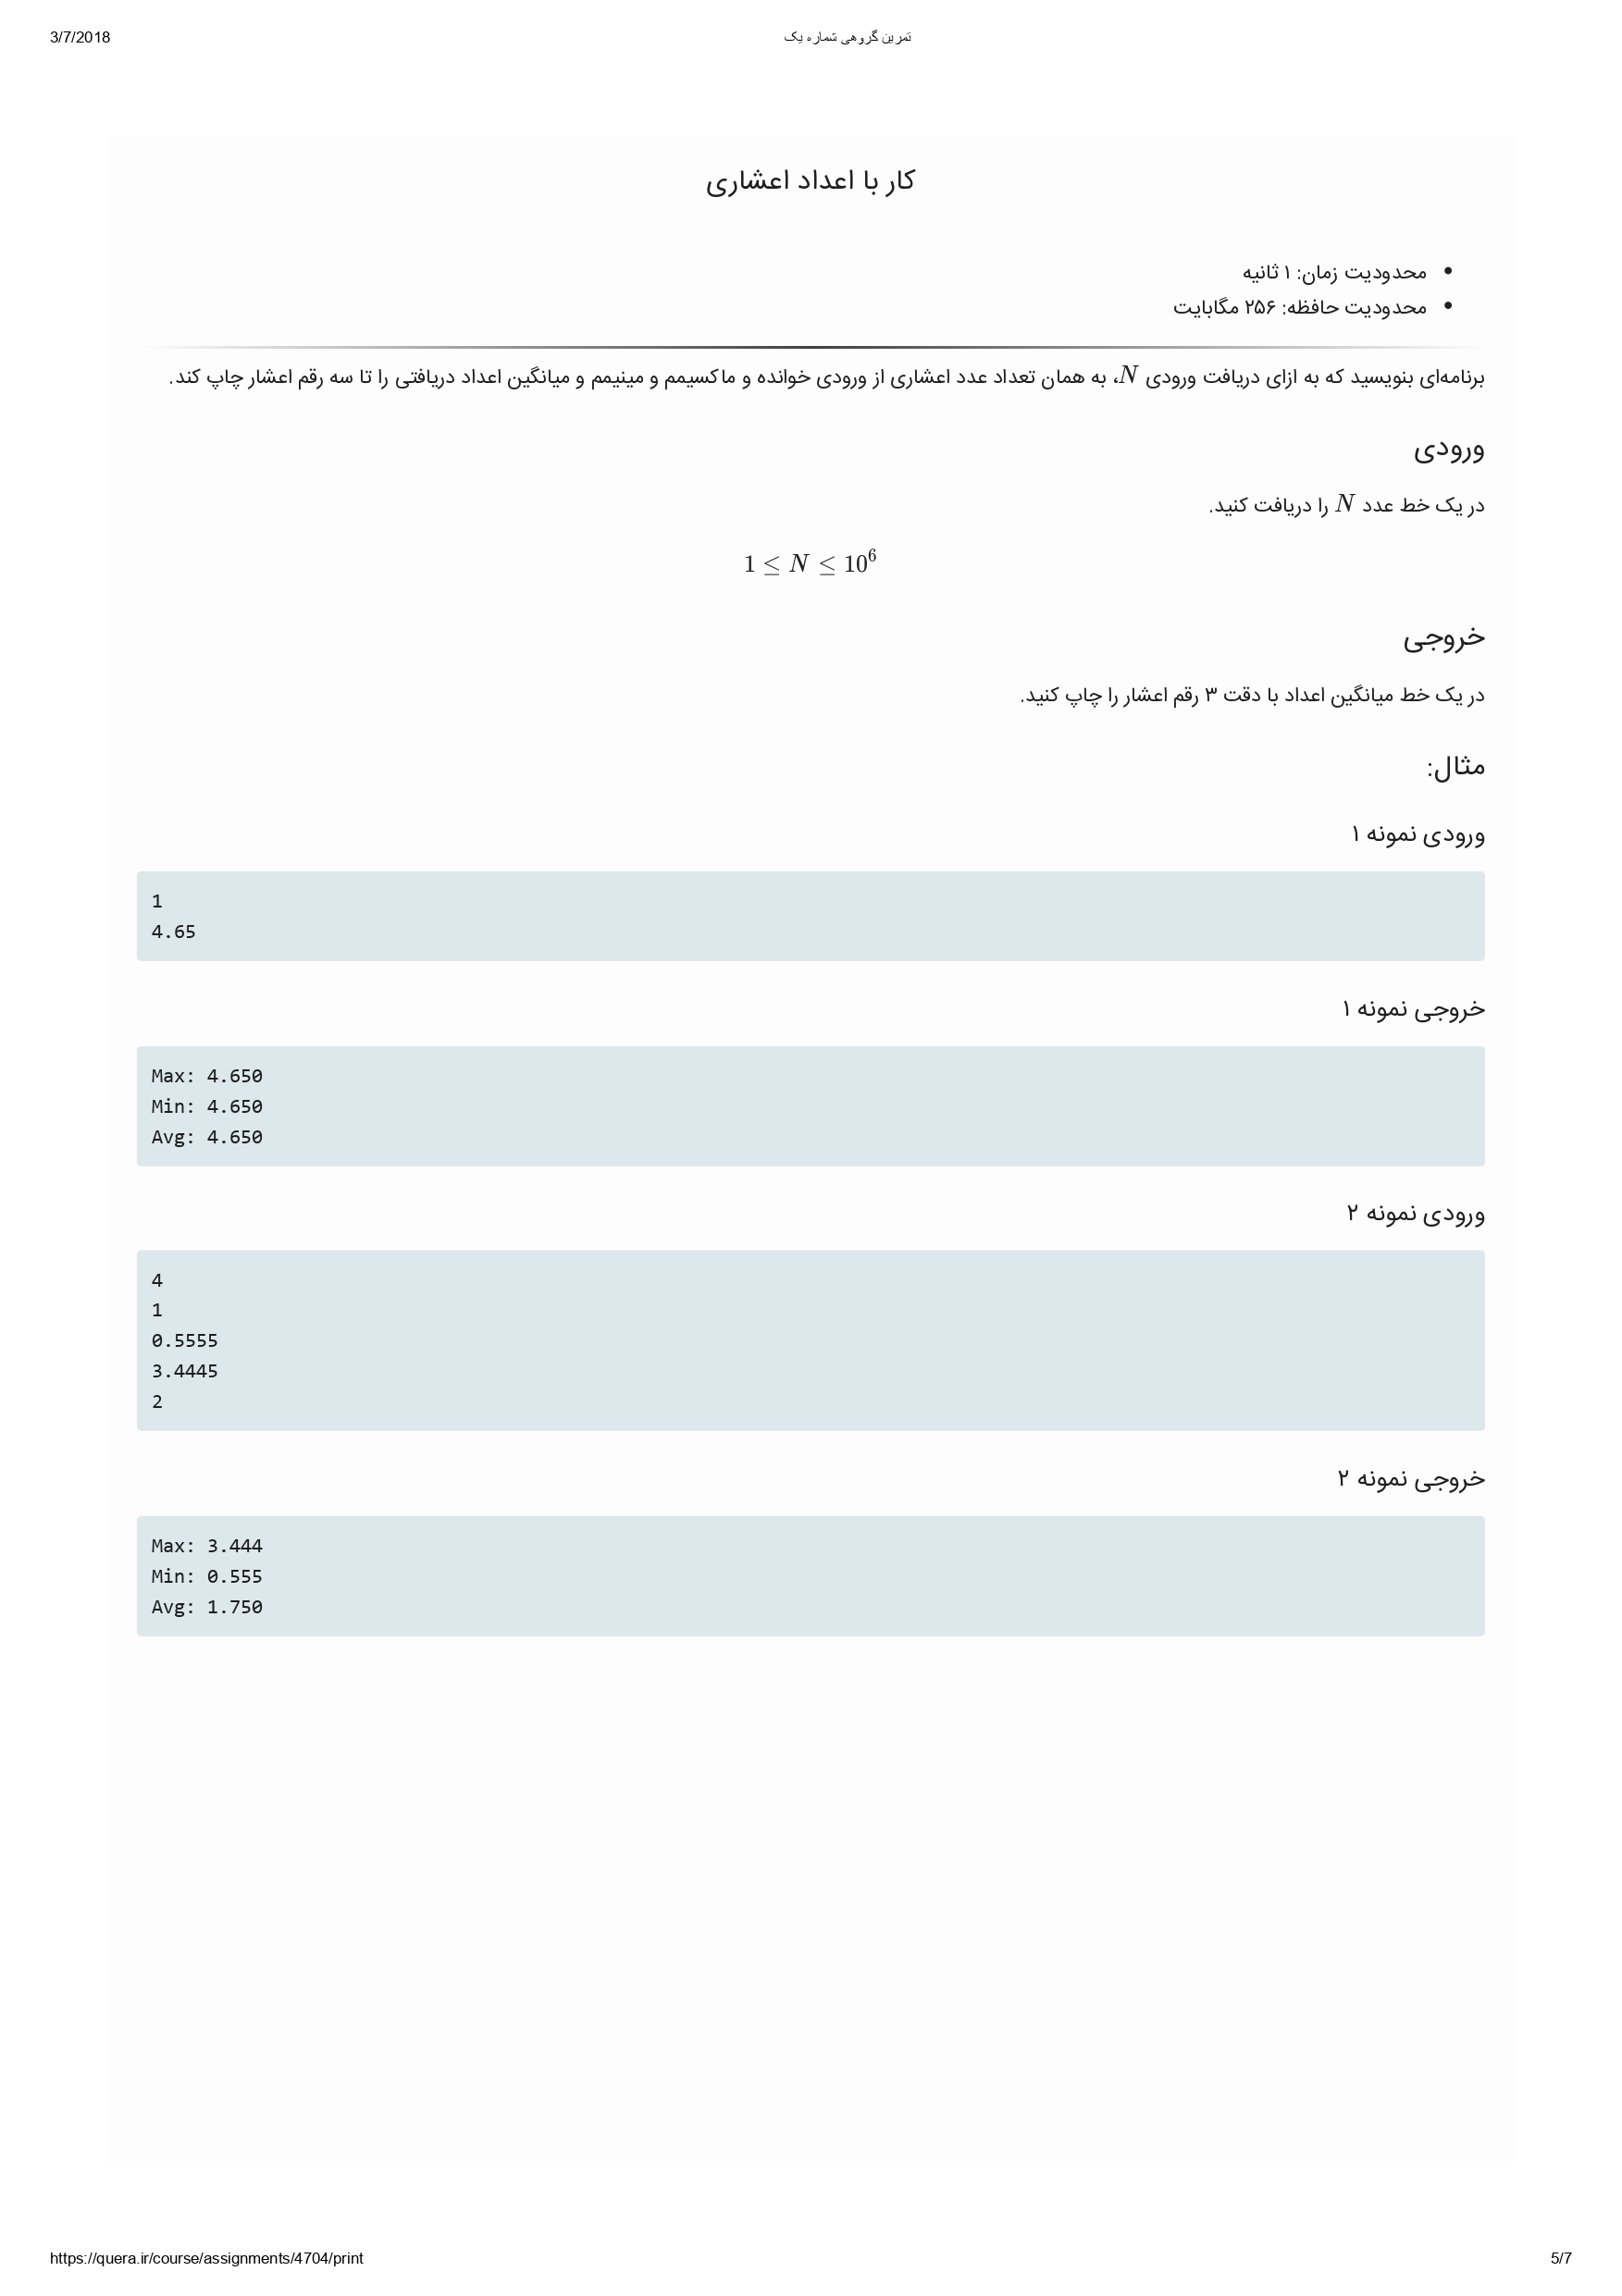 3/7/2018
تمرین گروهی شماره یک
کار با اعداد اعشاری
• محدودیت زمان: ۱ ثانیه
• محدودیت حافظه: ۲۵۶ مگابایت
برنامه‌ای بنویسید که به ازای دریافت ورودی N، به همان تعداد عدد اعشاری از ورودی خوانده و ماکسیمم و مینیمم و میانگین اعداد دریافتی را تا سه رقم اعشار چاپ کند.
ورودی
در یک خط عدد N را دریافت کنید.
1 ≤ N ≤ 10⁶
خروجی
در یک خط میانگین اعداد با دقت ۳ رقم اعشار را چاپ کنید.
مثال:
ورودی نمونه ۱
1
4.65
خروجی نمونه ۱
Max: 4.650
Min: 4.650
Avg: 4.650
ورودی نمونه ۲
4
1
0.5555
3.4445
2
خروجی نمونه ۲
Max: 3.444
Min: 0.555
Avg: 1.750
https://quera.ir/course/assignments/4704/print
5/7